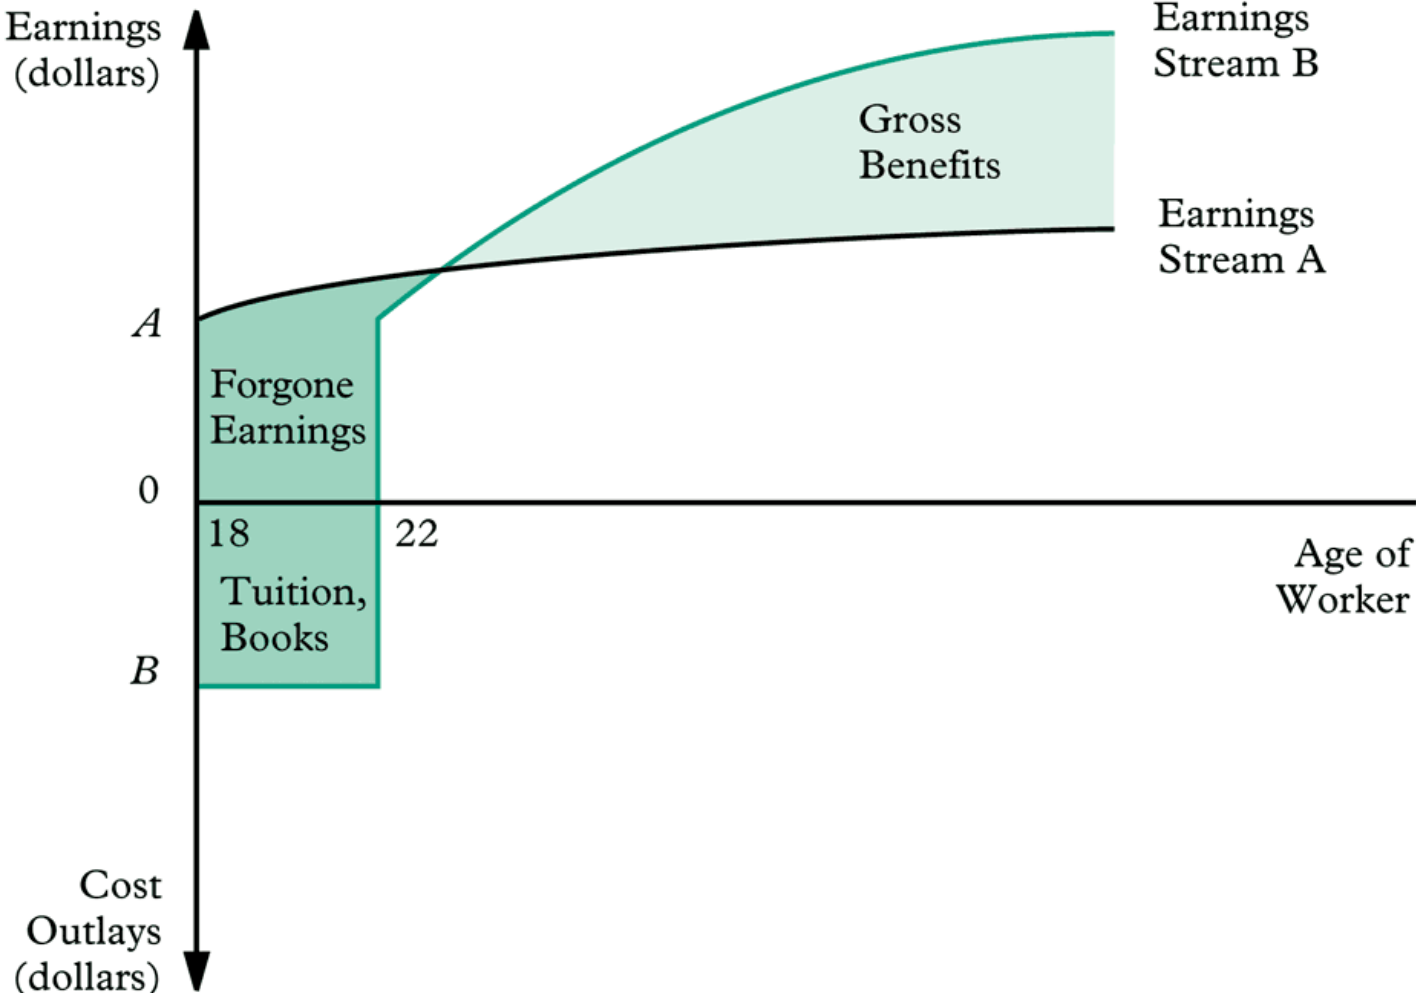 Earnings
(dollars)
Earnings
Stream B
Gross
Benefits
Earnings
Stream A
A
Forgone
Earnings
0
18
22
Tuition,
Books
Age of
Worker
B
Cost
Outlays
(dollars)